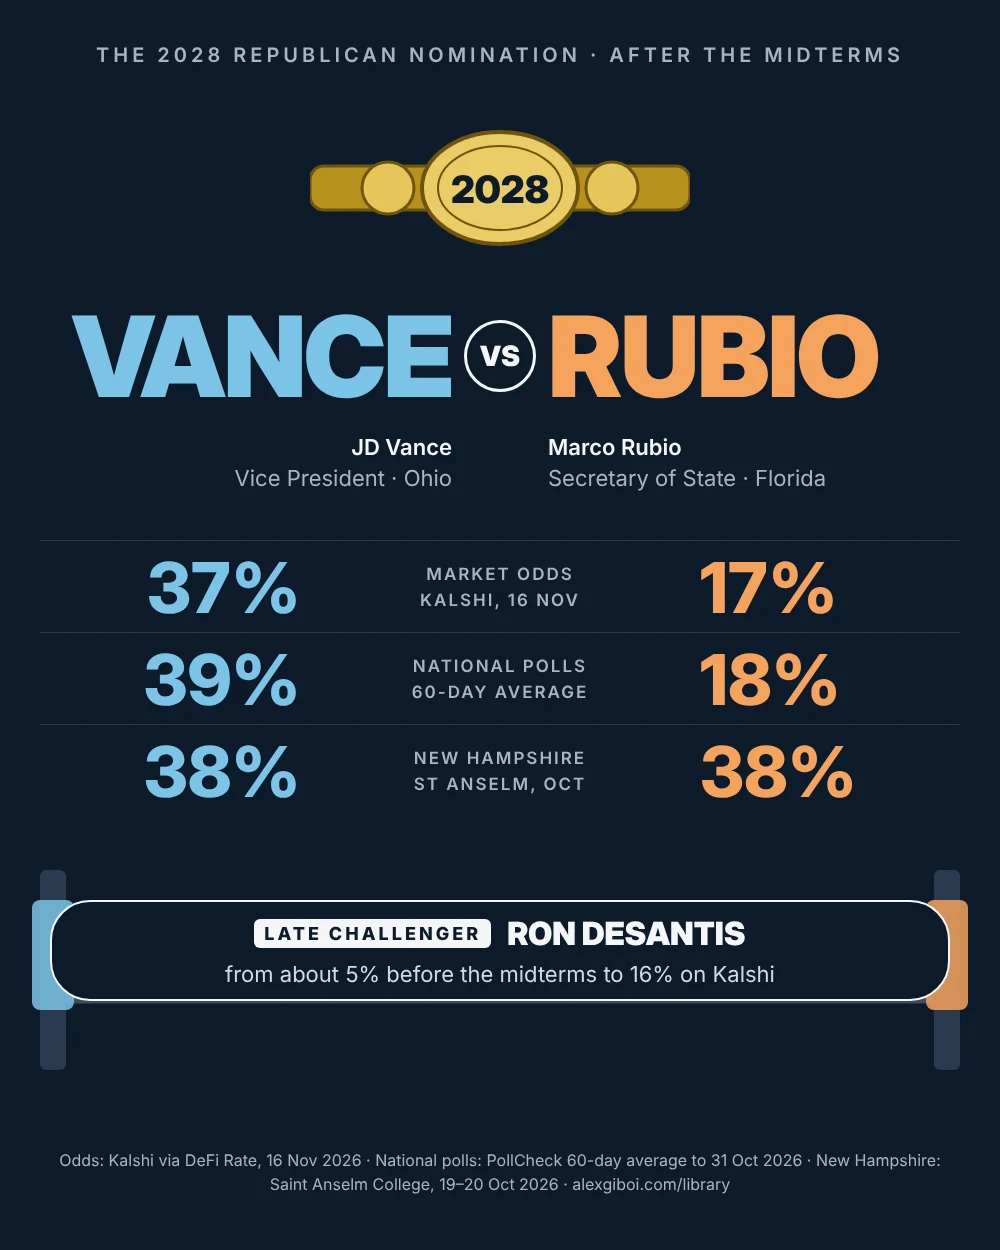 THE 2028 REPUBLICAN NOMINATION · AFTER THE MIDTERMS
2028
VANCE VS RUBIO
JD Vance Marco Rubio
Vice President · Ohio Secretary of State · Florida
37% MARKET ODDS KALSHI, 16 NOV 17%
39% NATIONAL POLLS 60-DAY AVERAGE 18%
38% NEW HAMPSHIRE ST ANSELM, OCT 38%
LATE CHALLENGER RON DESANTIS
from about 5% before the midterms to 16% on Kalshi
Odds: Kalshi via DeFi Rate, 16 Nov 2026 · National polls: PollCheck 60-day average to 31 Oct 2026 · New Hampshire:
Saint Anselm College, 19–20 Oct 2026 · alexgiboi.com/library